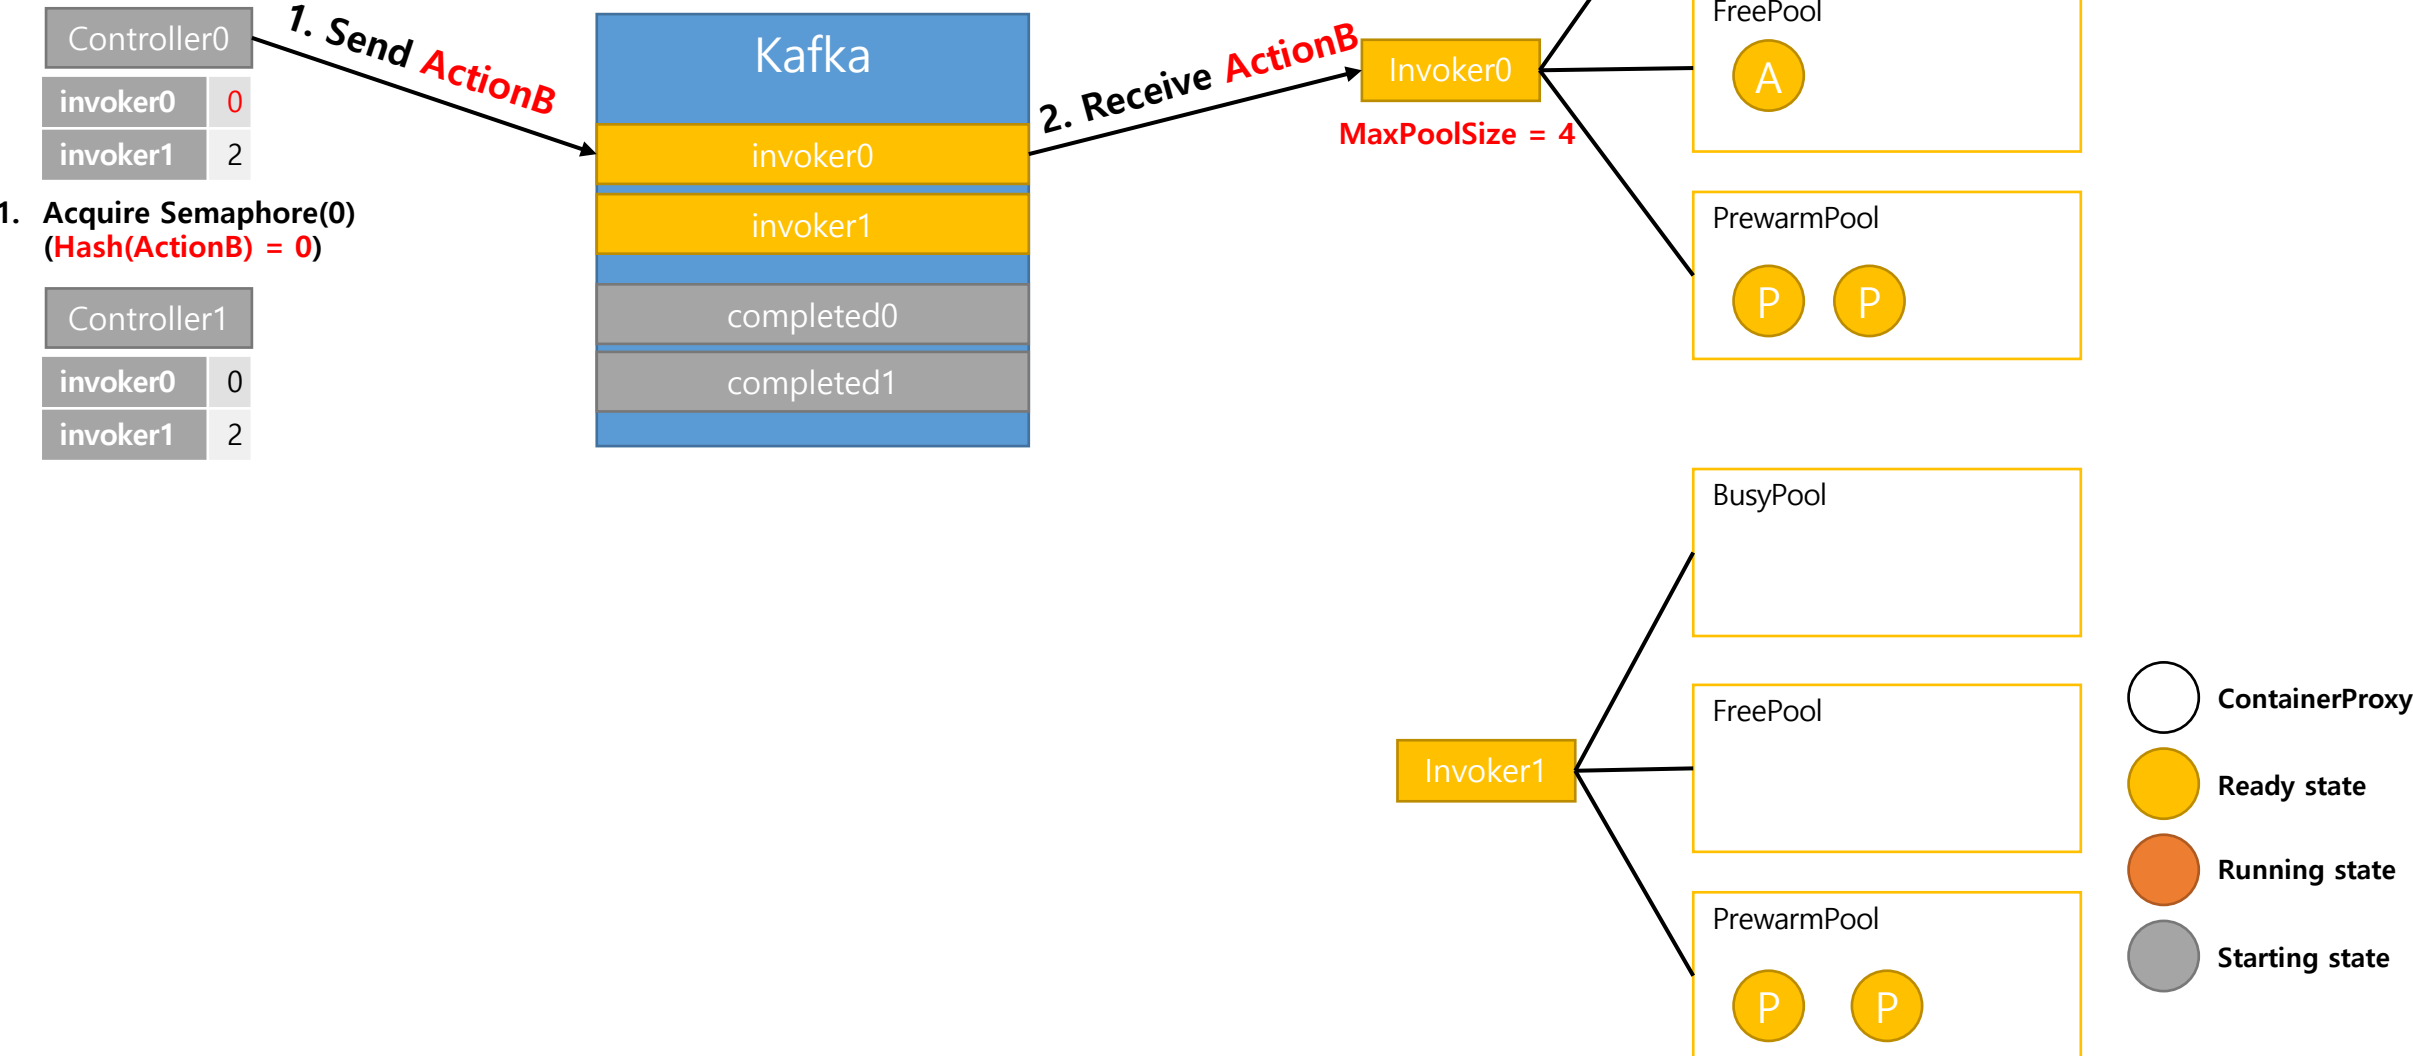 Controller0
invoker0 0
invoker1 2
1. Acquire Semaphore(0)
(Hash(ActionB) = 0)
Controller1
invoker0 0
invoker1 2
1. Send ActionB
Kafka
invoker0
invoker1
completed0
completed1
2. Receive ActionB
Invoker0
MaxPoolSize = 4
FreePool
A
PrewarmPool
P P
Invoker1
BusyPool
FreePool
PrewarmPool
P P
ContainerProxy
Ready state
Running state
Starting state